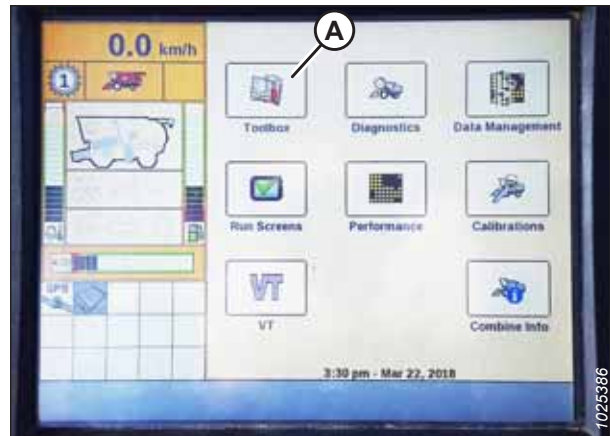 A
0.0 km/h
1
Toolbox
Diagnostics
Data Management
Run Screens
Performance
Calibrations
GPS
VT
VT
Combine Info
3:30 pm - Mar 22, 2018
1025386